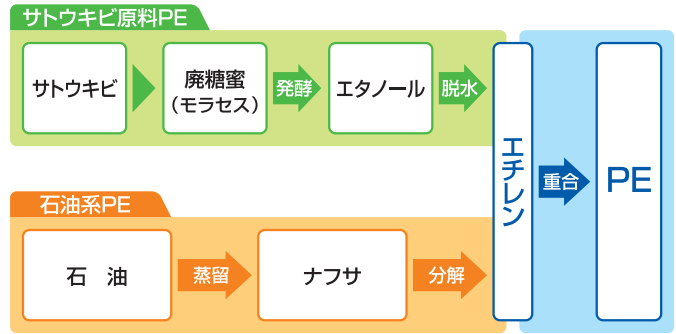 サトウキビ原料PE
サトウキビ
廃糖蜜
（モラセス）
発酵
エタノール
脱水
エチレン
重合
PE
石油系PE
石　油
蒸留
ナフサ
分解